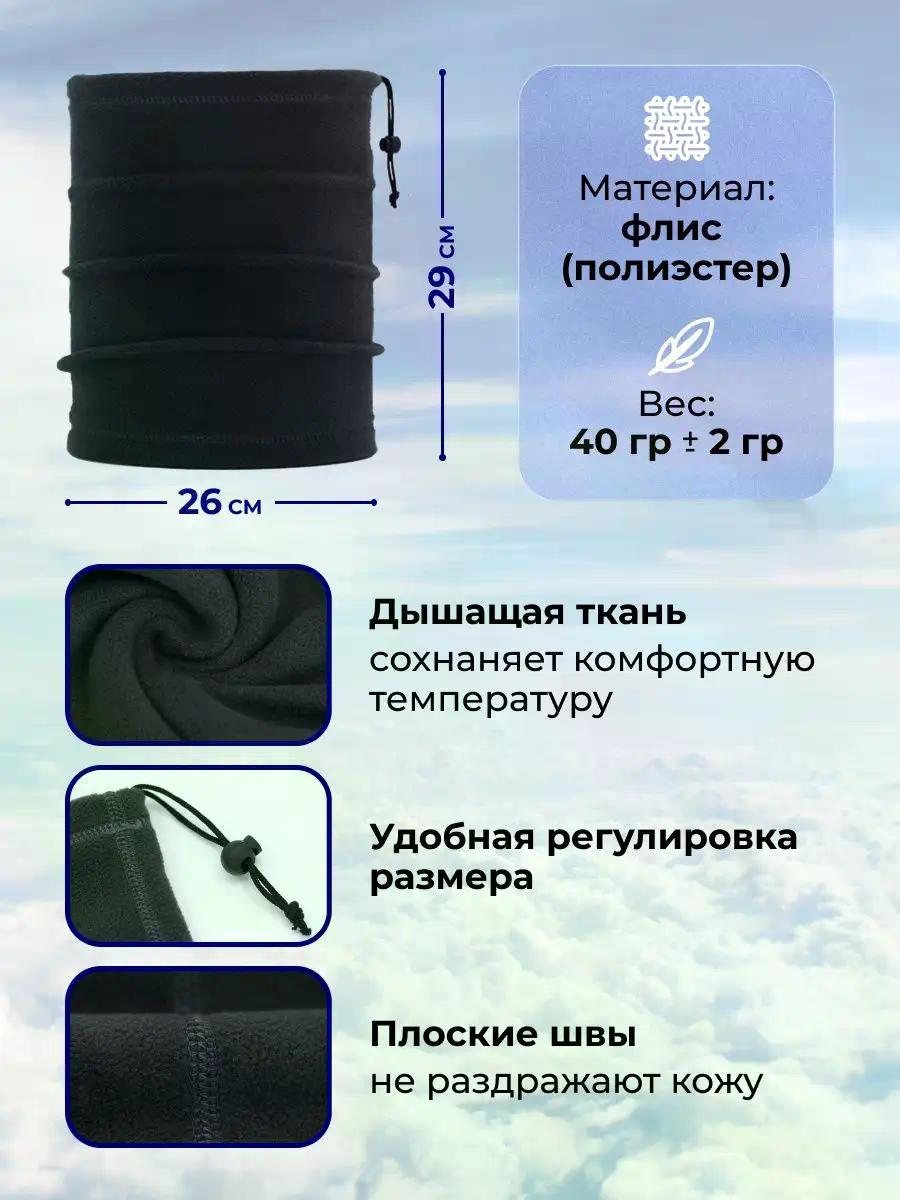 29 см
26 см
Материал:
флис
(полиэстер)
Вес:
40 гр ± 2 гр
Дышащая ткань
сохнаняет комфортную
температуру
Удобная регулировка
размера
Плоские швы
не раздражают кожу